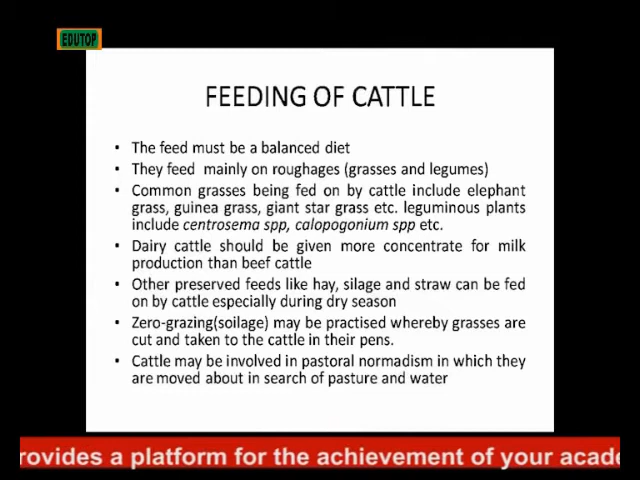 EDUTOP
FEEDING OF CATTLE
• The feed must be a balanced diet
• They feed mainly on roughages (grasses and legumes)
• Common grasses being fed on by cattle include elephant
grass, guinea grass, giant star grass etc. leguminous plants
include centrosema spp, calopogonium spp etc.
• Dairy cattle should be given more concentrate for milk
production than beef cattle
• Other preserved feeds like hay, silage and straw can be fed
on by cattle especially during dry season
• Zero-grazing(soilage) may be practised whereby grasses are
cut and taken to the cattle in their pens.
• Cattle may be involved in pastoral normadism in which they
are moved about in search of pasture and water
rovides a platform for the achievement of your acade